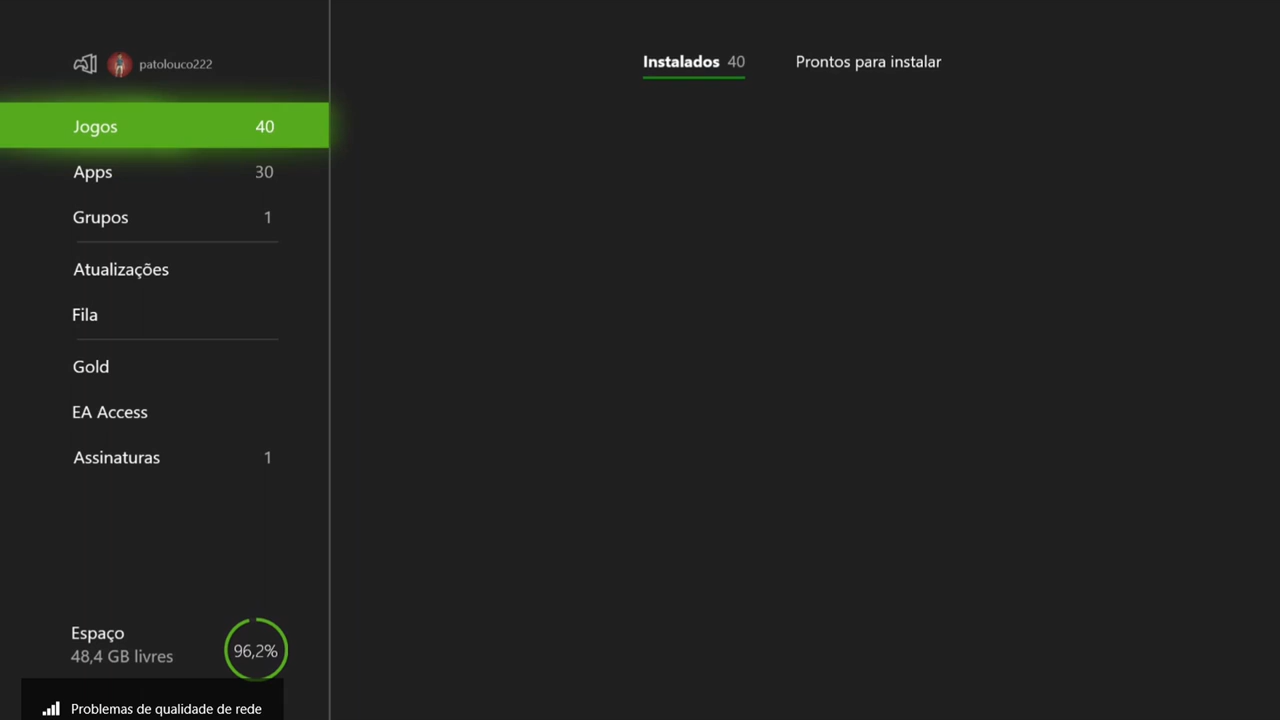 patolouco222
Instalados 40
Prontos para instalar
Jogos 40
Apps 30
Grupos 1
Atualizações
Fila
Gold
EA Access
Assinaturas 1
Espaço
48,4 GB livres
96,2%
Problemas de qualidade de rede